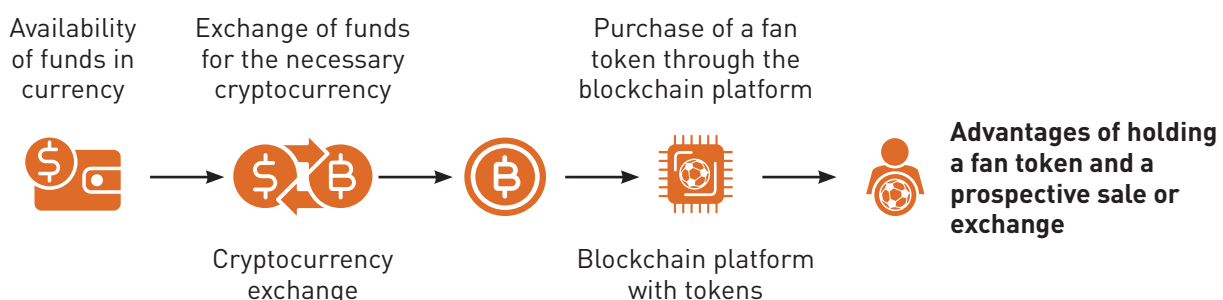 Availability
of funds in
currency
Exchange of funds
for the necessary
cryptocurrency
Purchase of a fan
token through the
blockchain platform
Advantages of holding
a fan token and a
prospective sale or
exchange
Cryptocurrency
exchange
Blockchain platform
with tokens